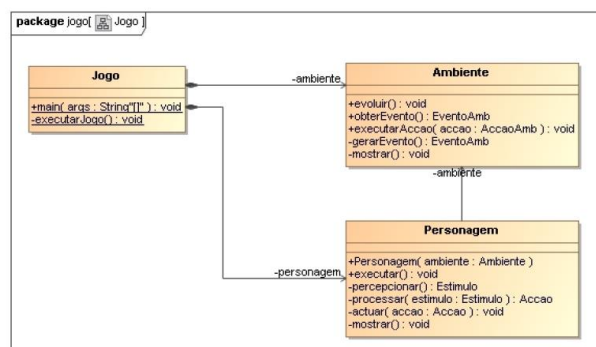 package jogo[ Jogo ]
Jogo
+main( args : String"[]" ) : void
-executarJogo() : void
-ambiente
Ambiente
+evoluir() : void
+obterEvento() : EventoAmb
+executarAccao( accao : AccaoAmb ) : void
-gerarEvento() : EventoAmb
-mostrar() : void
-ambiente
-personagem
Personagem
+Personagem( ambiente : Ambiente )
+executar() : void
-percepcionar() : Estimulo
-processar( estimulo : Estimulo ) : Accao
-actuar( accao : Accao ) : void
-mostrar() : void